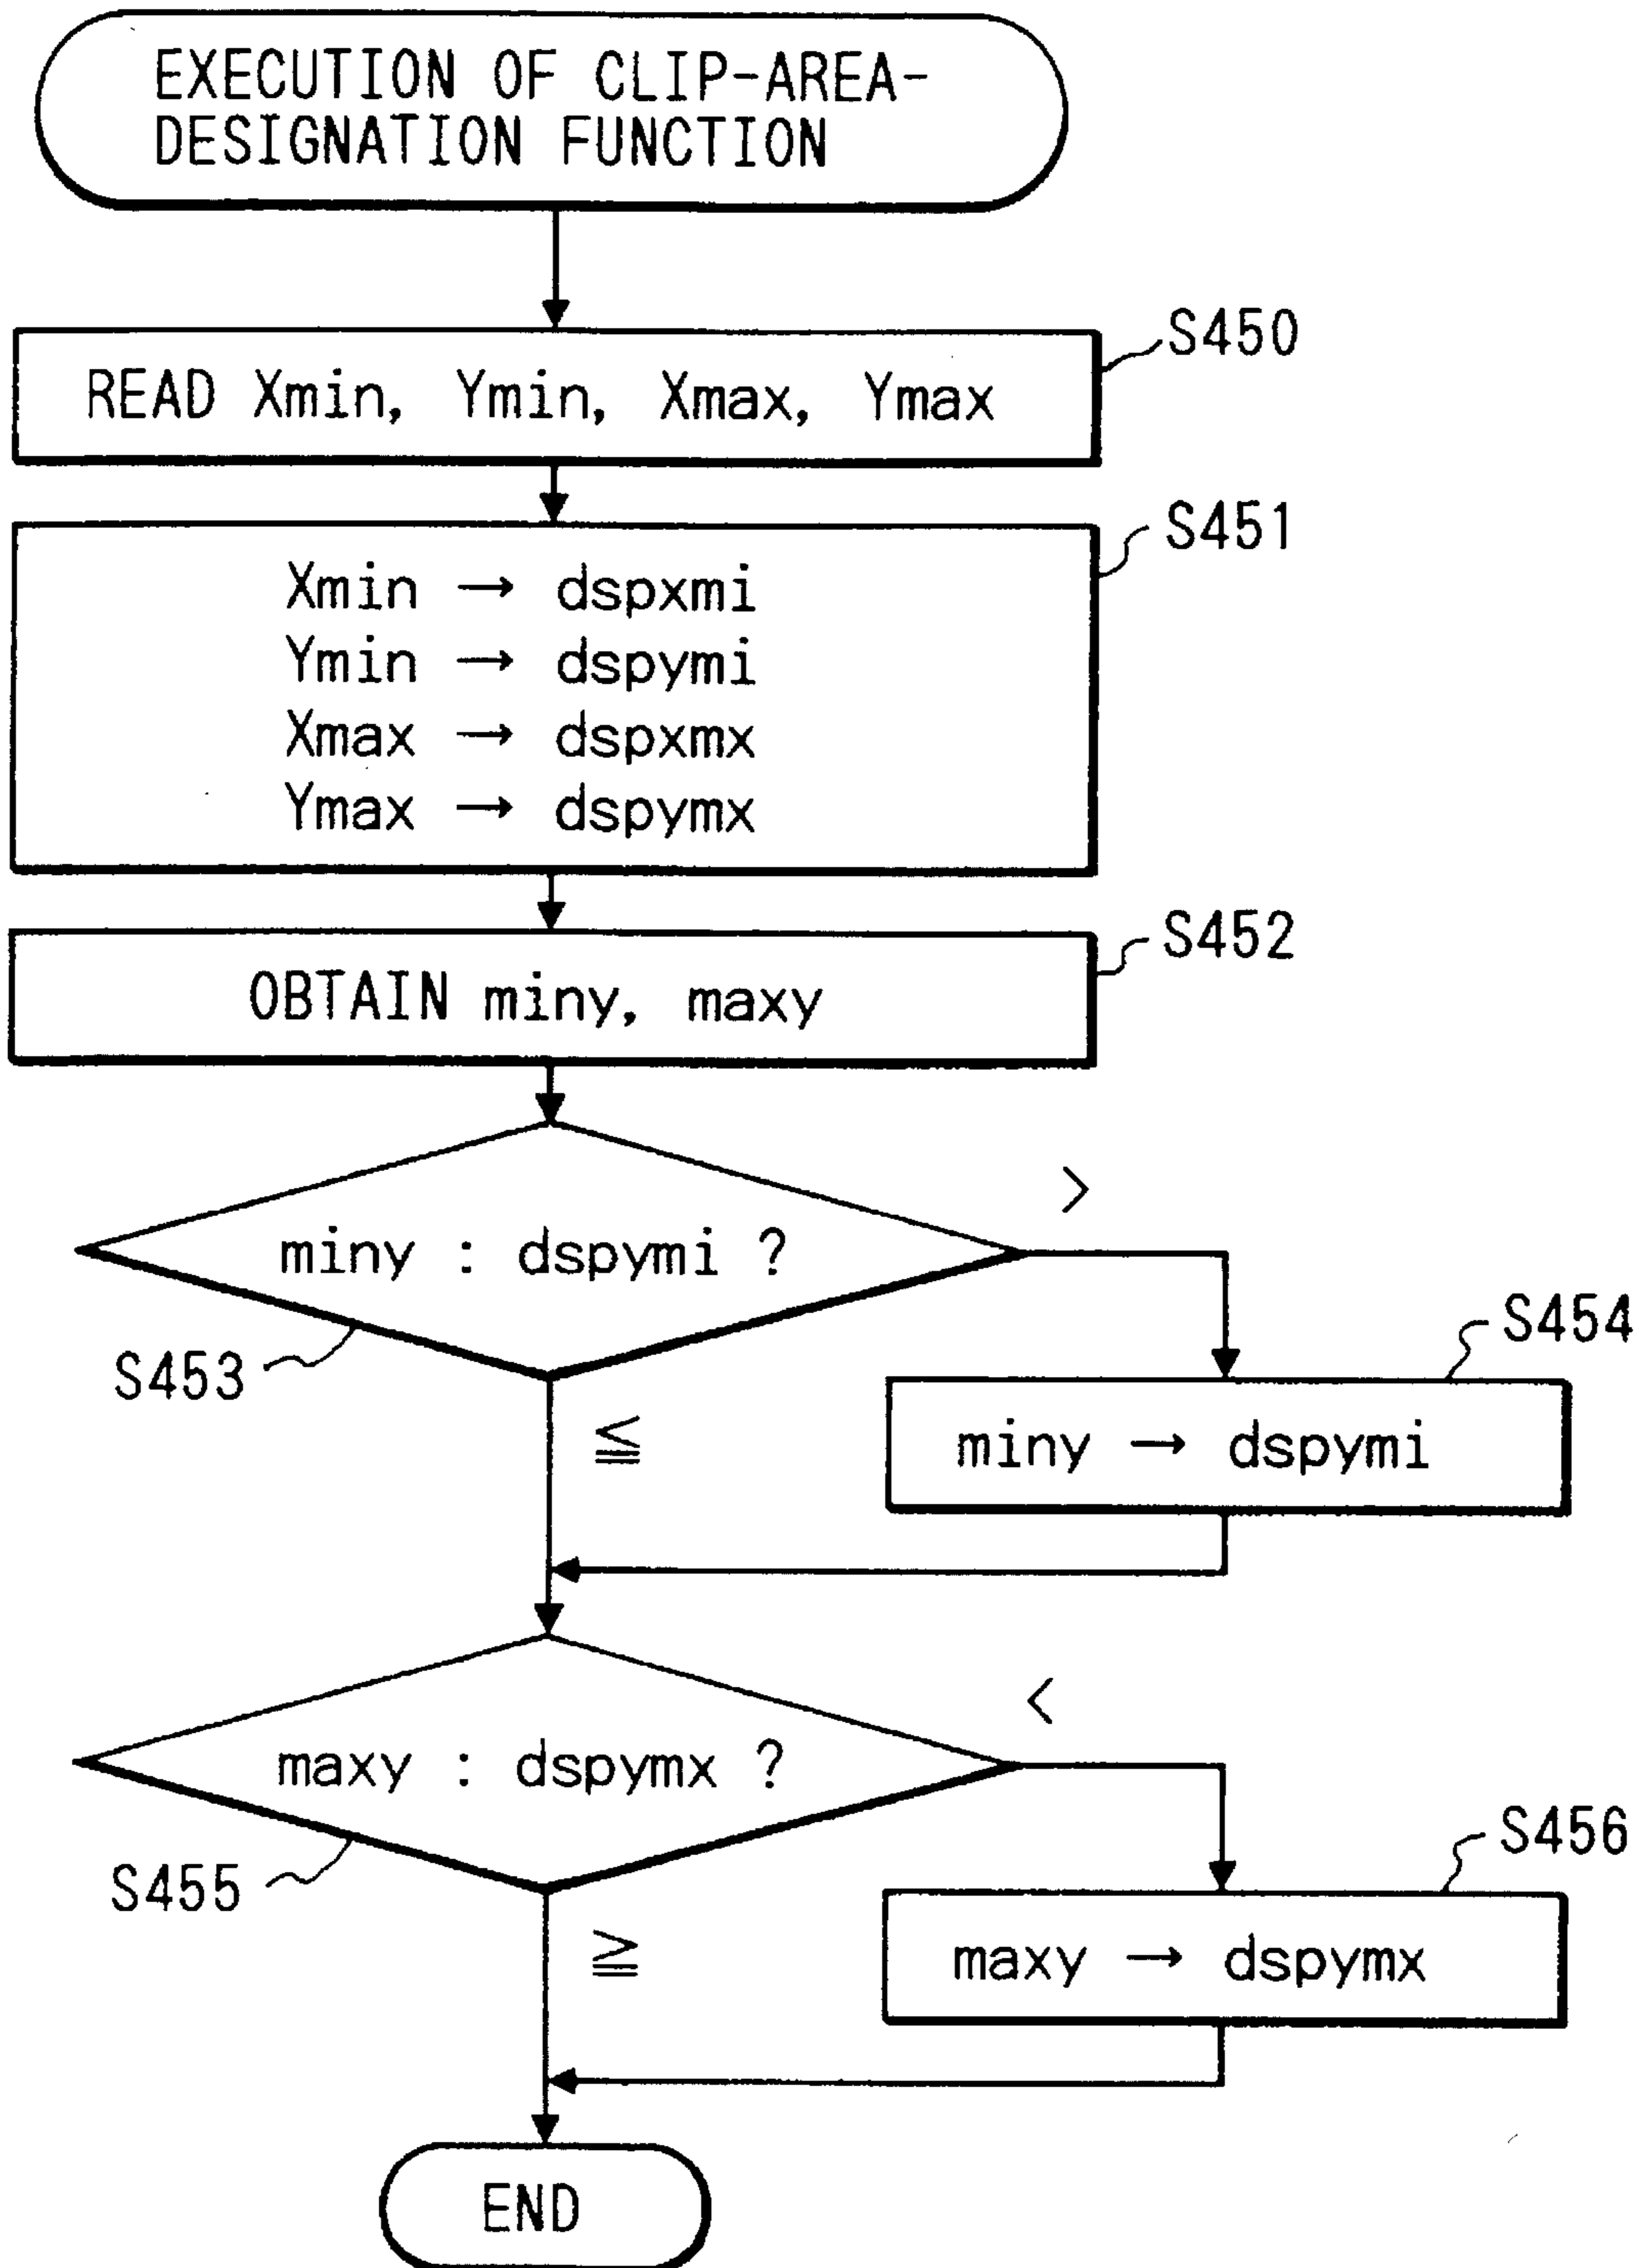 EXECUTION OF CLIP-AREA-
DESIGNATION FUNCTION
S450
READ Xmin, Ymin, Xmax, Ymax
S451
Xmin → dspxmi
Ymin → dspymi
Xmax → dspxmx
Ymax → dspymx
S452
OBTAIN miny, maxy
>
miny : dspymi ?
S453
≦
S454
miny → dspymi
<
maxy : dspymx ?
S455
≧
S456
maxy → dspymx
END